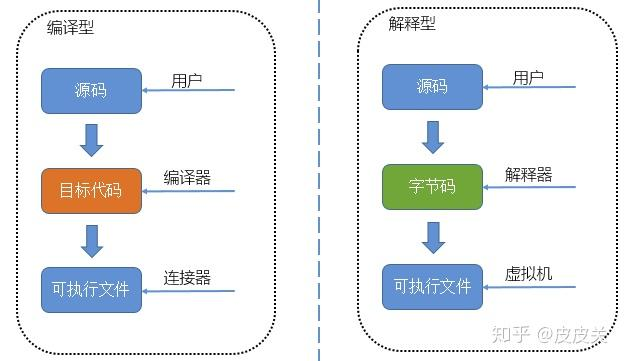 编译型
源码
用户
目标代码
编译器
可执行文件
连接器
解释型
源码
用户
字节码
解释器
可执行文件
虚拟机
知乎 @皮皮关